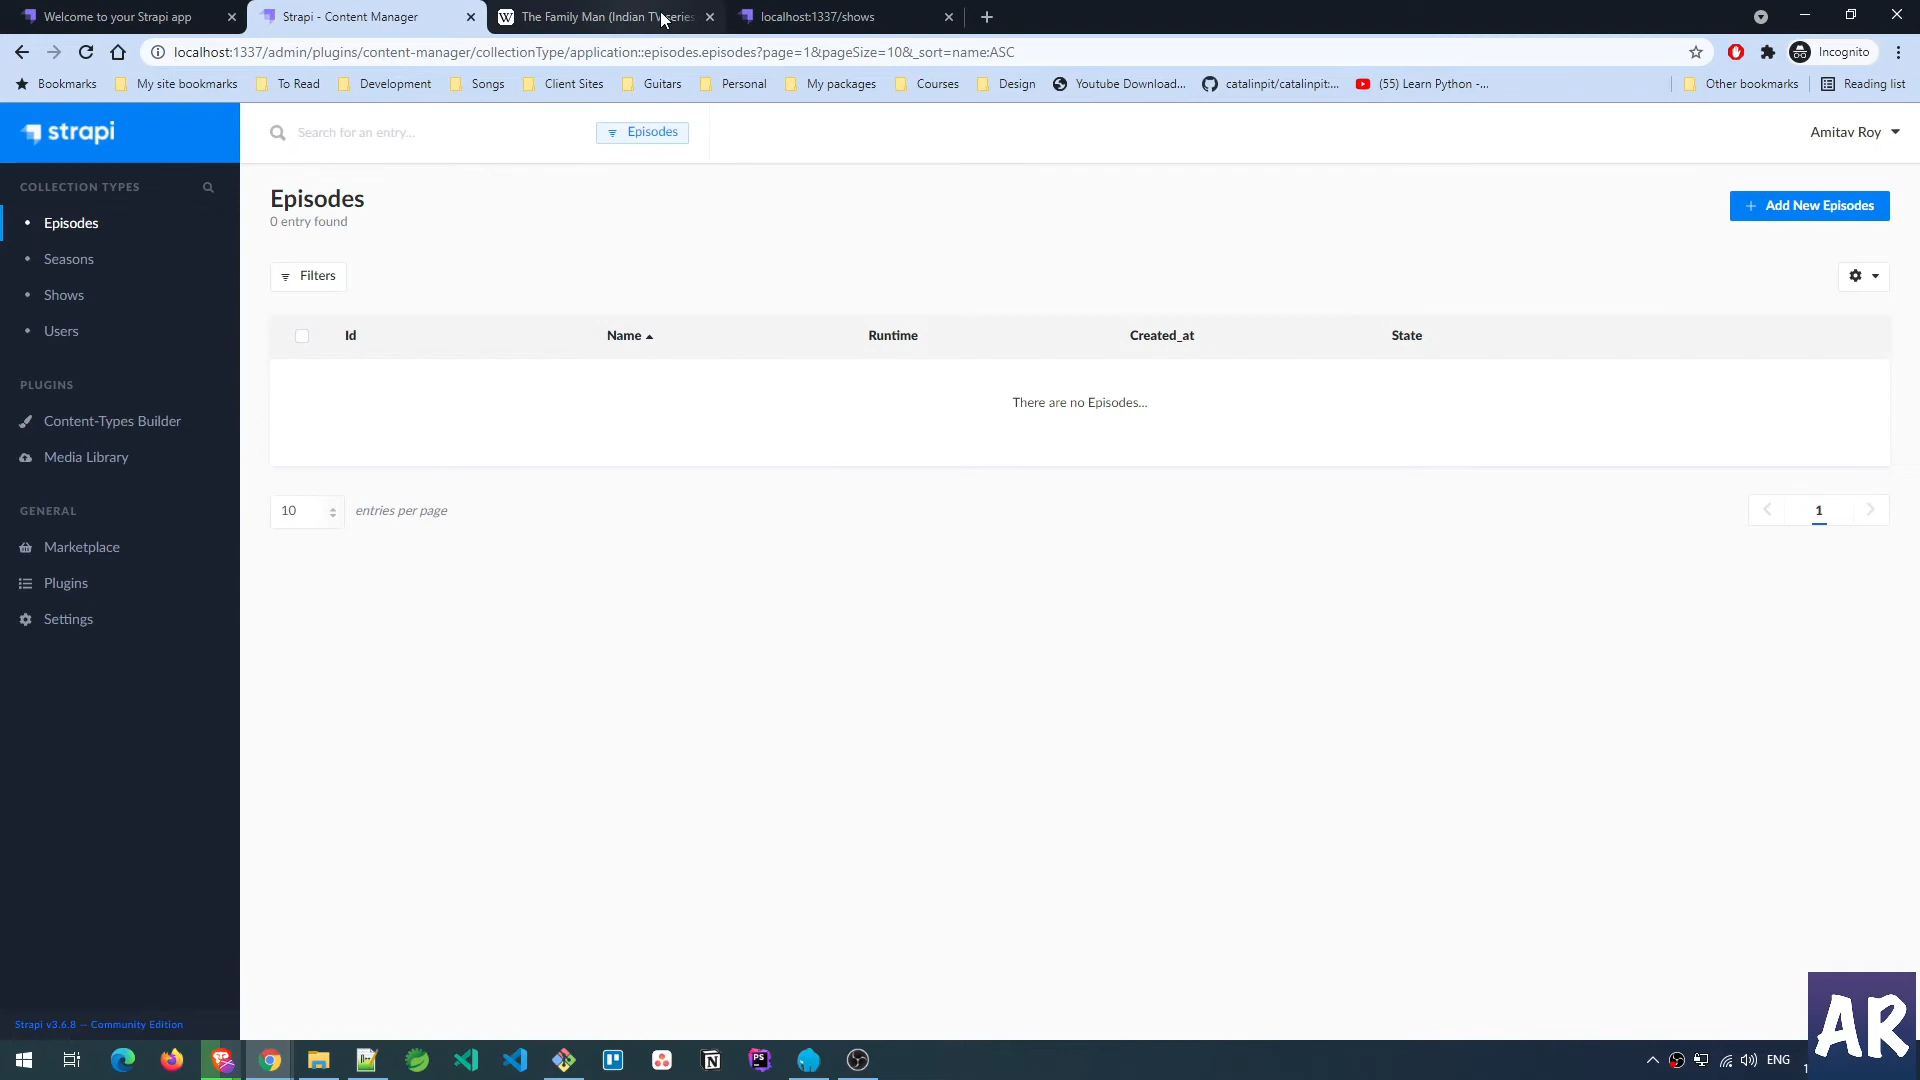 Welcome to your Strapi app
Strapi - Content Manager
The Family Man (Indian TV series
localhost:1337/shows
localhost:1337/admin/plugins/content-manager/collectionType/application::episodes.episodes?page=1&pageSize=10&_sort=name:ASC
Incognito
Bookmarks
My site bookmarks
To Read
Development
Songs
Client Sites
Guitars
Personal
My packages
Courses
Design
Youtube Download...
catalinpit/catalinpit:...
(55) Learn Python -...
Other bookmarks
Reading list
strapi
Search for an entry...
Episodes
Amitav Roy
COLLECTION TYPES
Episodes
Seasons
Shows
Users
PLUGINS
Content-Types Builder
Media Library
GENERAL
Marketplace
Plugins
Settings
Strapi v3.6.8 — Community Edition
Episodes
0 entry found
Add New Episodes
Filters
Id Name Runtime Created_at State
There are no Episodes...
10 entries per page
1
ENG
1
AR